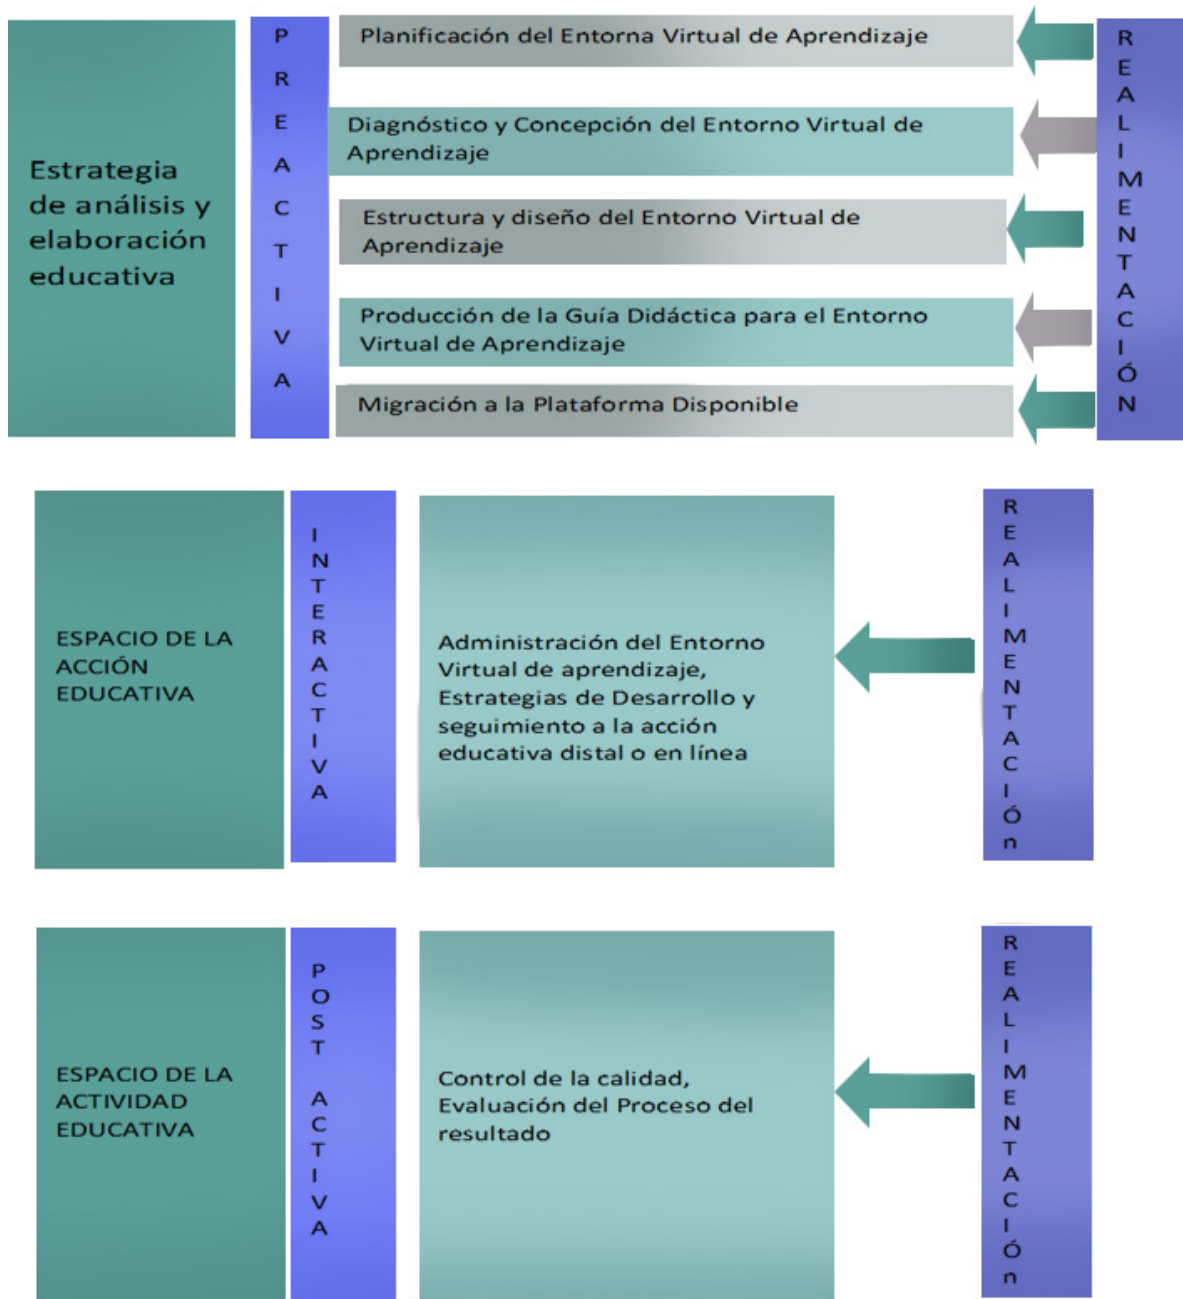 Estrategia
de análisis y
elaboración
educativa
P
R
E
A
C
T
I
V
A
Planificación del Entorna Virtual de Aprendizaje
Diagnóstico y Concepción del Entorno Virtual de
Aprendizaje
Estructura y diseño del Entorno Virtual de
Aprendizaje
Producción de la Guía Didáctica para el Entorno
Virtual de Aprendizaje
Migración a la Plataforma Disponible
R
E
A
L
I
M
E
N
T
A
C
I
Ó
N
ESPACIO DE LA
ACCIÓN
EDUCATIVA
I
N
T
E
R
A
C
T
I
V
A
Administración del Entorno
Virtual de aprendizaje,
Estrategias de Desarrollo y
seguimiento a la acción
educativa distal o en línea
R
E
A
L
I
M
E
N
T
A
C
I
Ó
n
ESPACIO DE LA
ACTIVIDAD
EDUCATIVA
P
O
S
T
A
C
T
I
V
A
Control de la calidad,
Evaluación del Proceso del
resultado
R
E
A
L
I
M
E
N
T
A
C
I
Ó
n